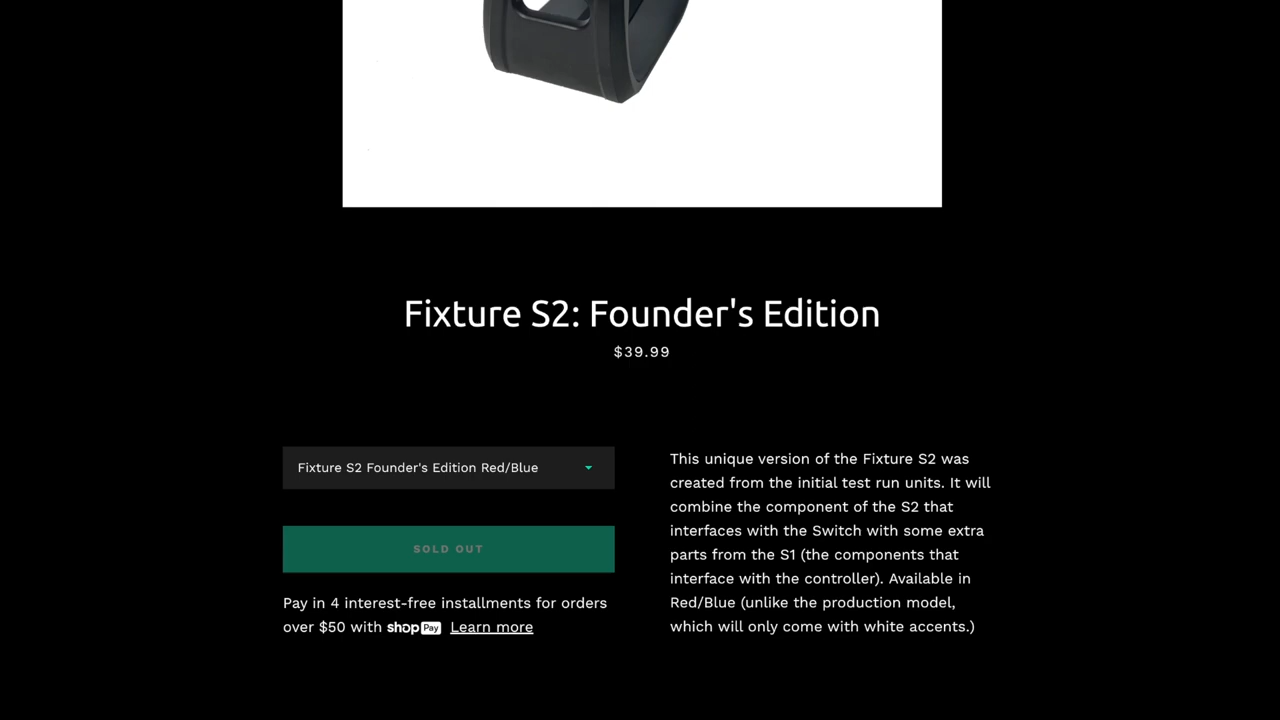 Fixture S2: Founder's Edition
$39.99
Fixture S2 Founder's Edition Red/Blue
SOLD OUT
Pay in 4 interest-free installments for orders
over $50 with shop Pay Learn more
This unique version of the Fixture S2 was
created from the initial test run units. It will
combine the component of the S2 that
interfaces with the Switch with some extra
parts from the S1 (the components that
interface with the controller). Available in
Red/Blue (unlike the production model,
which will only come with white accents.)